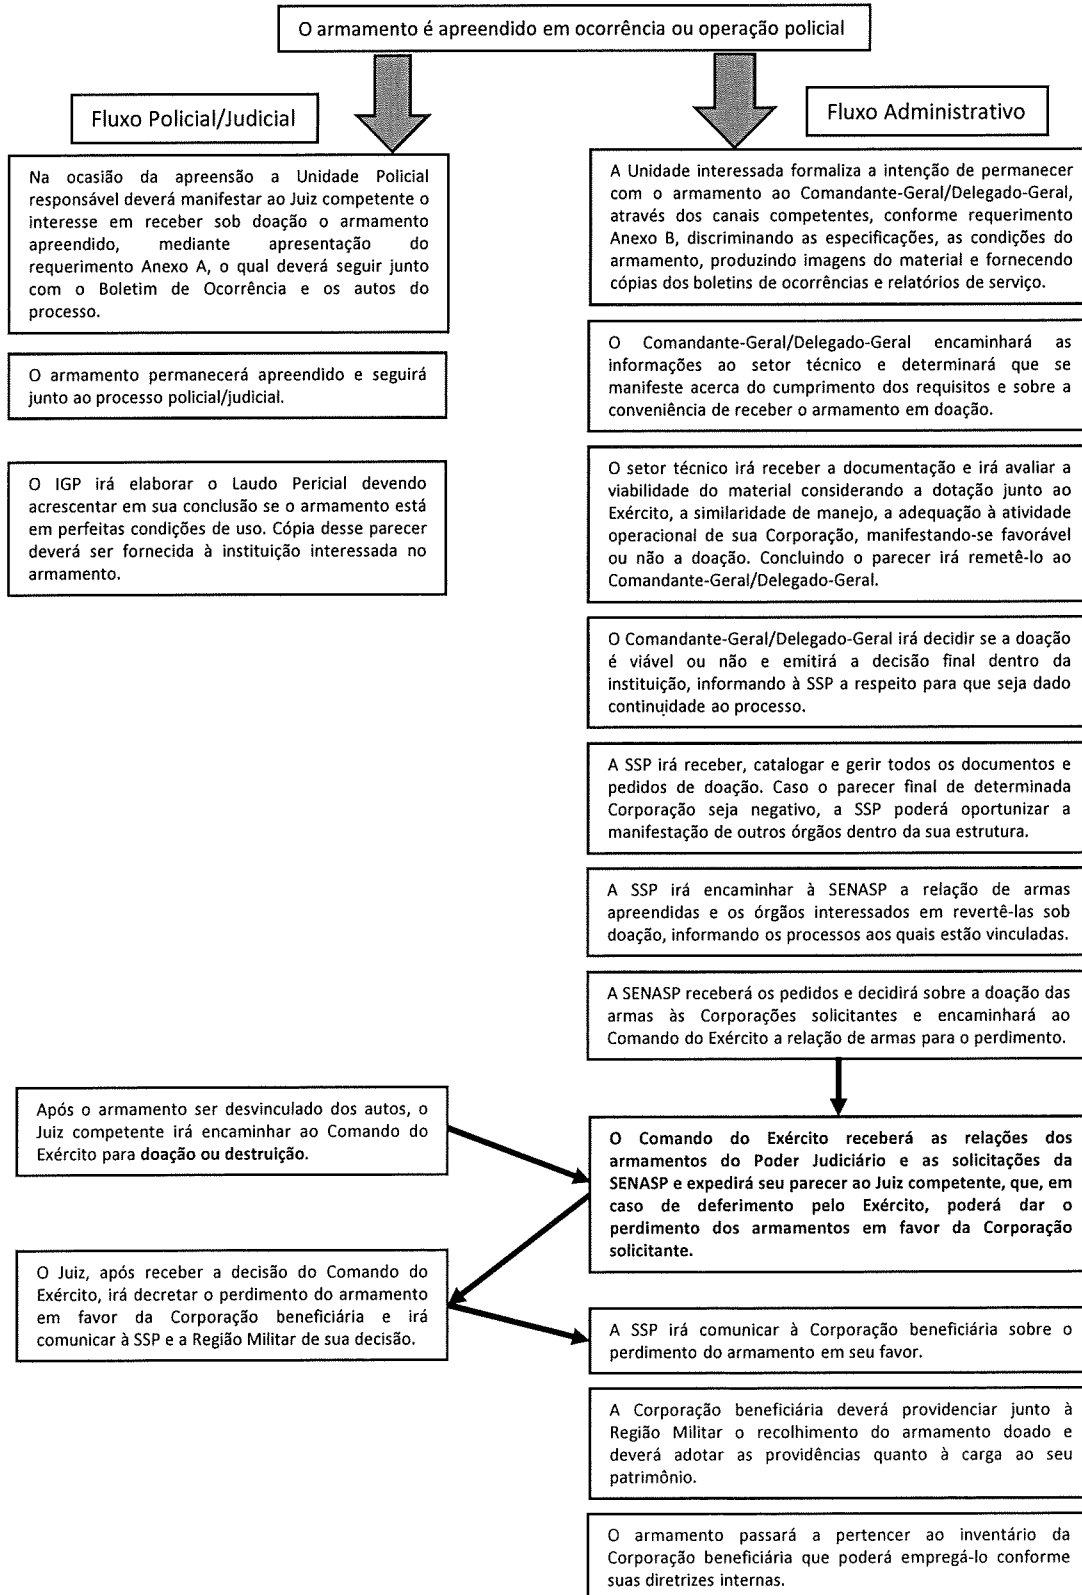 O armamento é apreendido em ocorrência ou operação policial
Fluxo Policial/Judicial
Na ocasião da apreensão a Unidade Policial
responsável deverá manifestar ao Juiz competente o
interesse em receber sob doação o armamento
apreendido, mediante apresentação do
requerimento Anexo A, o qual deverá seguir junto
com o Boletim de Ocorrência e os autos do
processo.
O armamento permanecerá apreendido e seguirá
junto ao processo policial/judicial.
O IGP irá elaborar o Laudo Pericial devendo
acrescentar em sua conclusão se o armamento está
em perfeitas condições de uso. Cópia desse parecer
deverá ser fornecida à instituição interessada no
armamento.
Fluxo Administrativo
A Unidade interessada formaliza a intenção de permanecer
com o armamento ao Comandante-Geral/Delegado-Geral,
através dos canais competentes, conforme requerimento
Anexo B, discriminando as especificações, as condições do
armamento, produzindo imagens do material e fornecendo
cópias dos boletins de ocorrências e relatórios de serviço.
O Comandante-Geral/Delegado-Geral encaminhará as
informações ao setor técnico e determinará que se
manifeste acerca do cumprimento dos requisitos e sobre a
conveniência de receber o armamento em doação.
O setor técnico irá receber a documentação e irá avaliar a
viabilidade do material considerando a dotação junto ao
Exército, a similaridade de manejo, a adequação à atividade
operacional de sua Corporação, manifestando-se favorável
ou não a doação. Concluindo o parecer irá remetê-lo ao
Comandante-Geral/Delegado-Geral.
O Comandante-Geral/Delegado-Geral irá decidir se a doação
é viável ou não e emitirá a decisão final dentro da
instituição, informando à SSP a respeito para que seja dado
continuidade ao processo.
A SSP irá receber, catalogar e gerir todos os documentos e
pedidos de doação. Caso o parecer final de determinada
Corporação seja negativo, a SSP poderá oportunizar a
manifestação de outros órgãos dentro da sua estrutura.
A SSP irá encaminhar à SENASP a relação de armas
apreendidas e os órgãos interessados em revertê-las sob
doação, informando os processos aos quais estão vinculadas.
A SENASP receberá os pedidos e decidirá sobre a doação das
armas às Corporações solicitantes e encaminhará ao
Comando do Exército a relação de armas para o perdimento.
Após o armamento ser desvinculado dos autos, o
Juiz competente irá encaminhar ao Comando do
Exército para doação ou destruição.
O Comando do Exército receberá as relações dos
armamentos do Poder Judiciário e as solicitações da
SENASP e expedirá seu parecer ao Juiz competente, que, em
caso de deferimento pelo Exército, poderá dar o
perdimento dos armamentos em favor da Corporação
solicitante.
O Juiz, após receber a decisão do Comando do
Exército, irá decretar o perdimento do armamento
em favor da Corporação beneficiária e irá
comunicar à SSP e a Região Militar de sua decisão.
A SSP irá comunicar à Corporação beneficiária sobre o
perdimento do armamento em seu favor.
A Corporação beneficiária deverá providenciar junto à
Região Militar o recolhimento do armamento doado e
deverá adotar as providências quanto à carga ao seu
patrimônio.
O armamento passará a pertencer ao inventário da
Corporação beneficiária que poderá empregá-lo conforme
suas diretrizes internas.